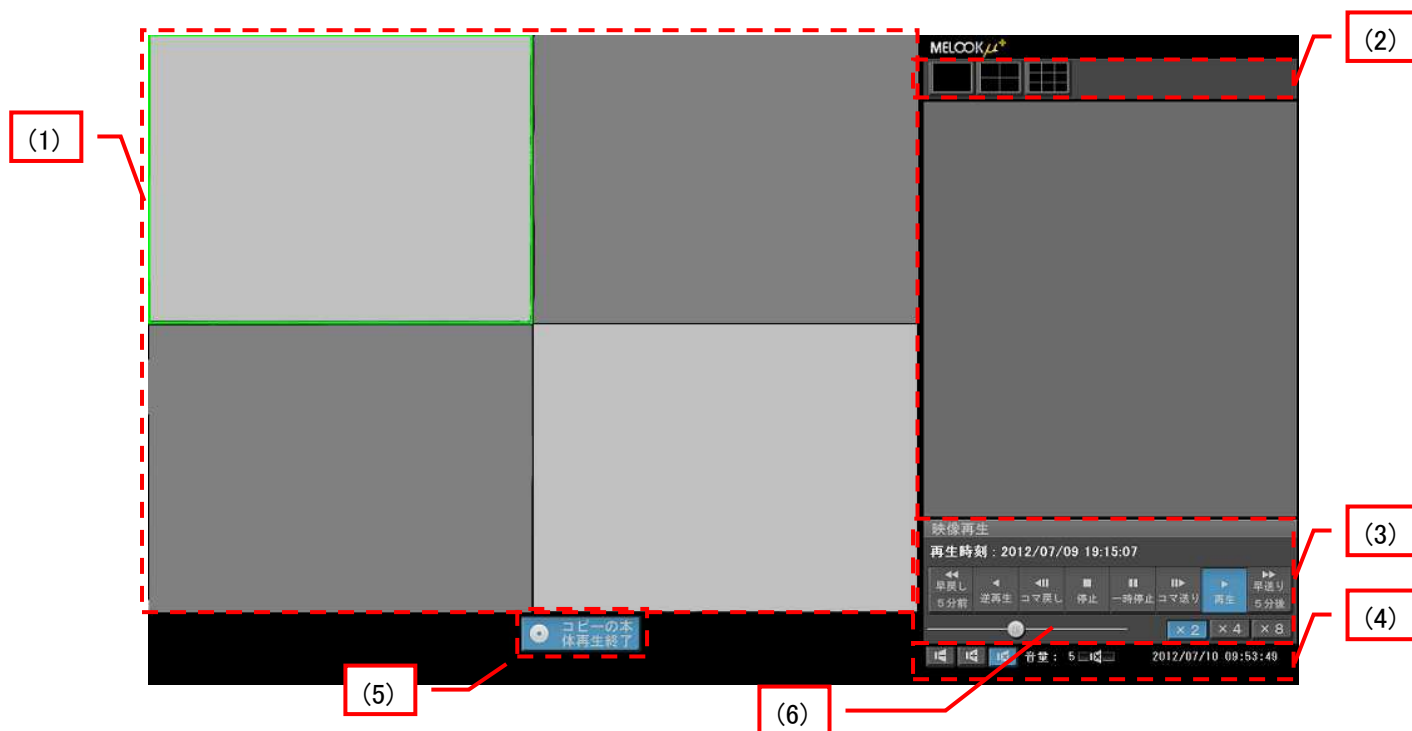 MELOOKμ+
(2)
(1)
映像再生
再生時刻：2012/07/09 19:15:07
(3)
早戻し 逆再生 コマ戻し 停止 一時停止 コマ送り 再生 早送り
5分前 5分後
×2 ×4 ×8
(4)
コピーの本
体再生終了
音量： 5 2012/07/10 09:53:49
(5)
(6)